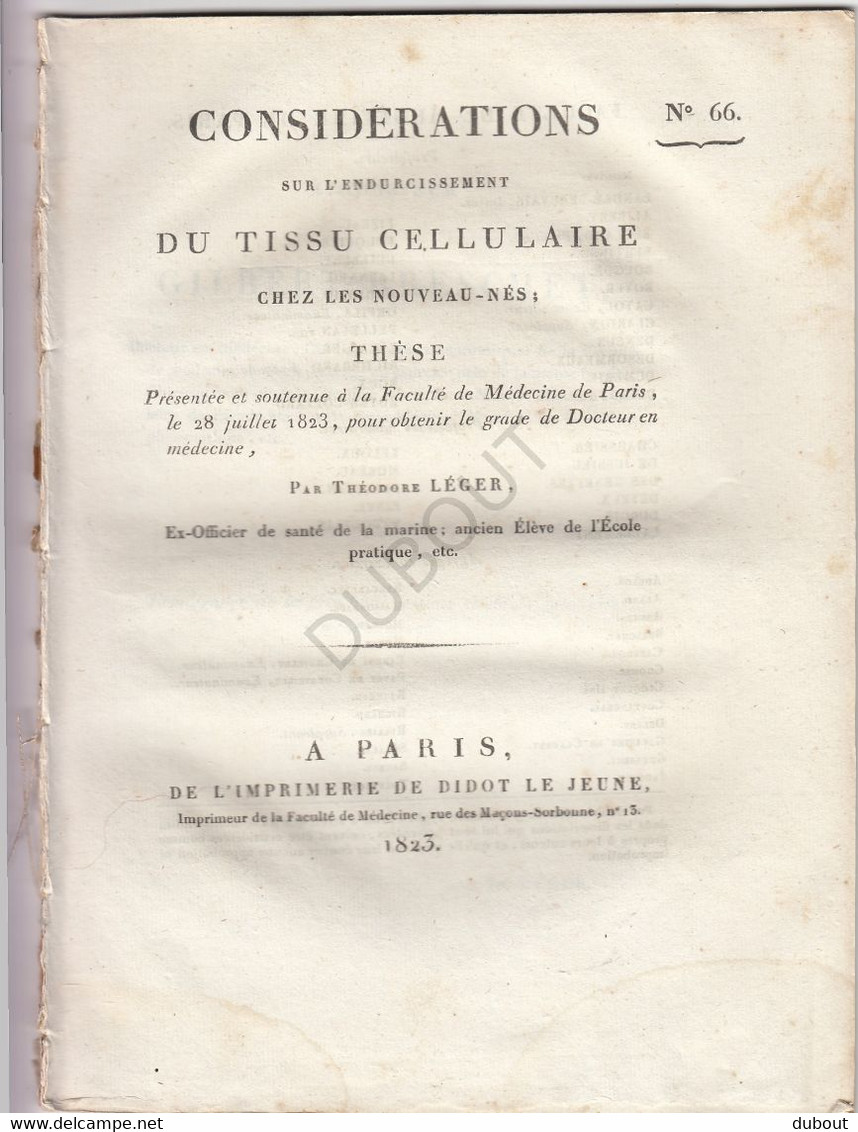 CONSIDÉRATIONS
N° 66.
SUR L'ENDURCISSEMENT
DU TISSU CELLULAIRE
CHEZ LES NOUVEAU-NÉS;
THÈSE
Présentée et soutenue à la Faculté de Médecine de Paris,
le 28 juillet 1823, pour obtenir le grade de Docteur en
médecine,
PAR THÉODORE LÉGER,
Ex-Officier de santé de la marine; ancien Élève de l'École
pratique, etc.
A PARIS,
DE L'IMPRIMERIE DE DIDOT LE JEUNE,
Imprimeur de la Faculté de Médecine, rue des Maçons-Sorbonne, n° 13.
1823.
DUBOUT
delcampe.net
dubout